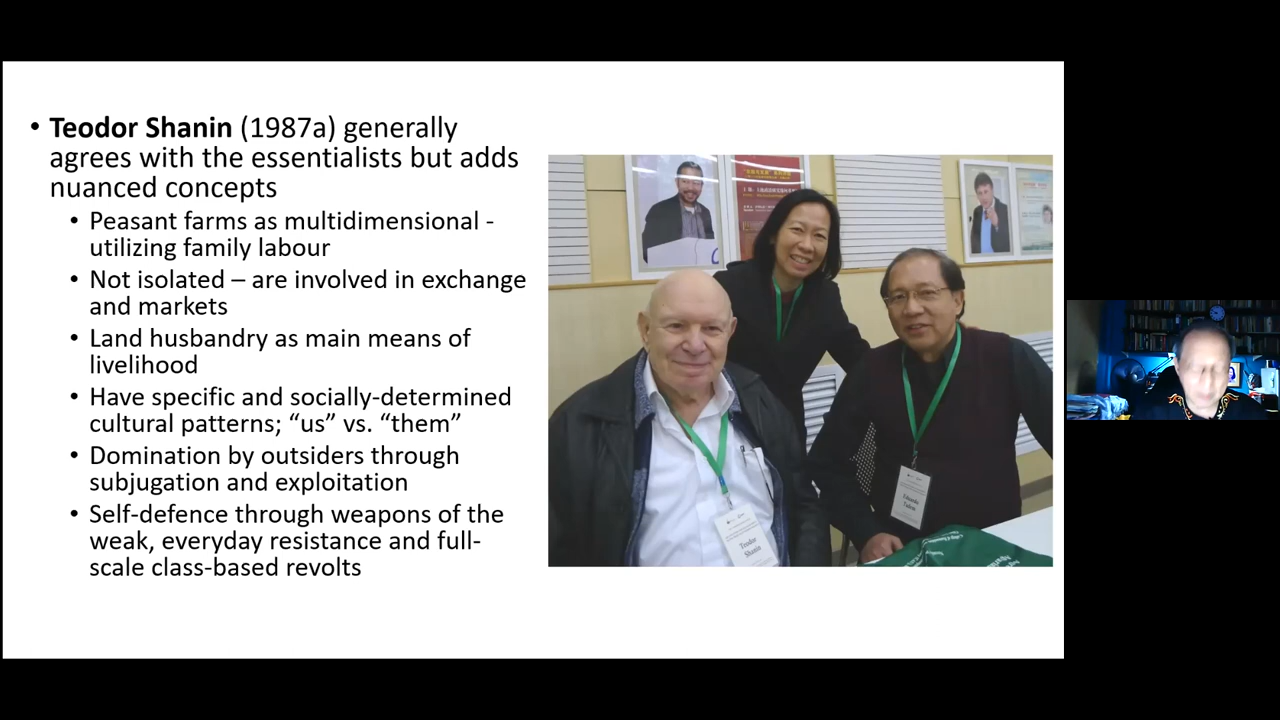 • Teodor Shanin (1987a) generally
agrees with the essentialists but adds
nuanced concepts
• Peasant farms as multidimensional -
utilizing family labour
• Not isolated – are involved in exchange
and markets
• Land husbandry as main means of
livelihood
• Have specific and socially-determined
cultural patterns; “us” vs. “them”
• Domination by outsiders through
subjugation and exploitation
• Self-defence through weapons of the
weak, everyday resistance and full-
scale class-based revolts
Teodor
Shanin
Eduardo
Tadem